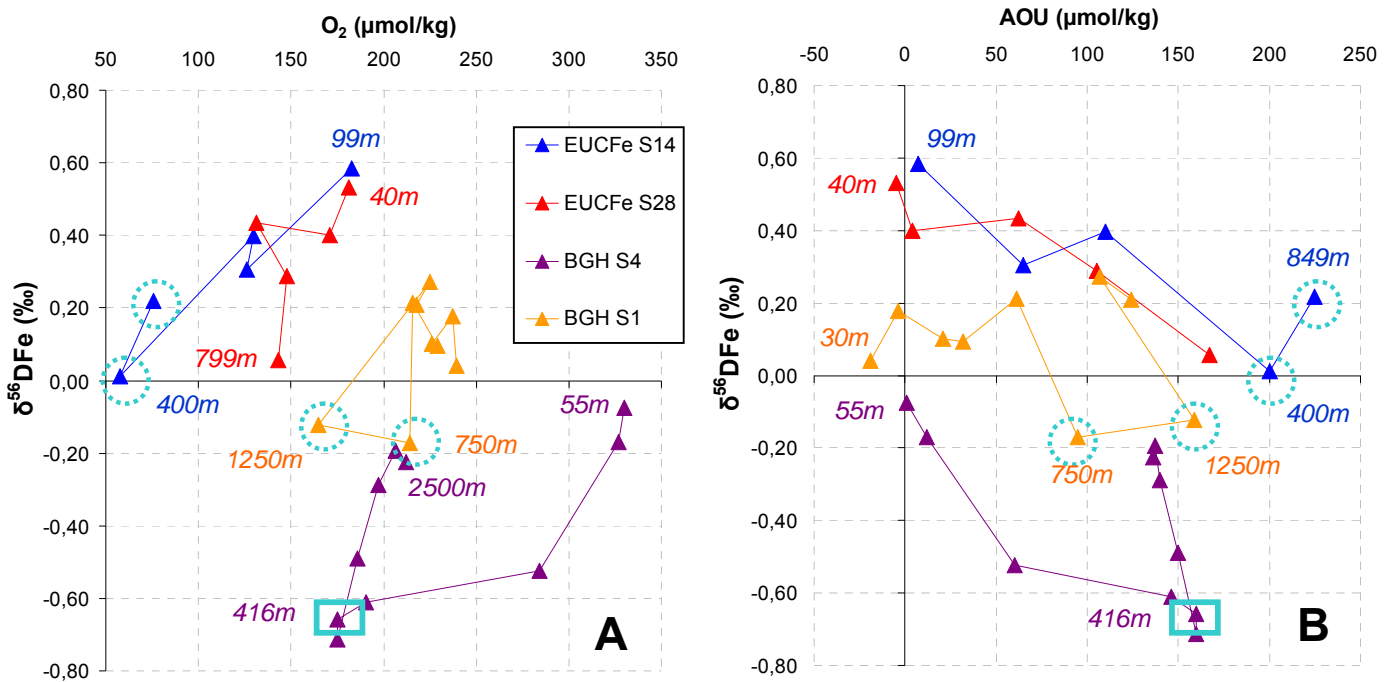 O₂ (µmol/kg)
50 100 150 200 250 300 350
0,80
0,60
0,40
0,20
0,00
-0,20
-0,40
-0,60
-0,80
δ⁵⁶DFe (‰)
99m
40m
799m
400m
1250m
750m
55m
2500m
416m
EUCFe S14
EUCFe S28
BGH S4
BGH S1
A
AOU (µmol/kg)
-50 0 50 100 150 200 250
0,80
0,60
0,40
0,20
0,00
-0,20
-0,40
-0,60
-0,80
δ⁵⁶DFe (‰)
99m
40m
849m
30m
400m
55m
750m
1250m
416m
B